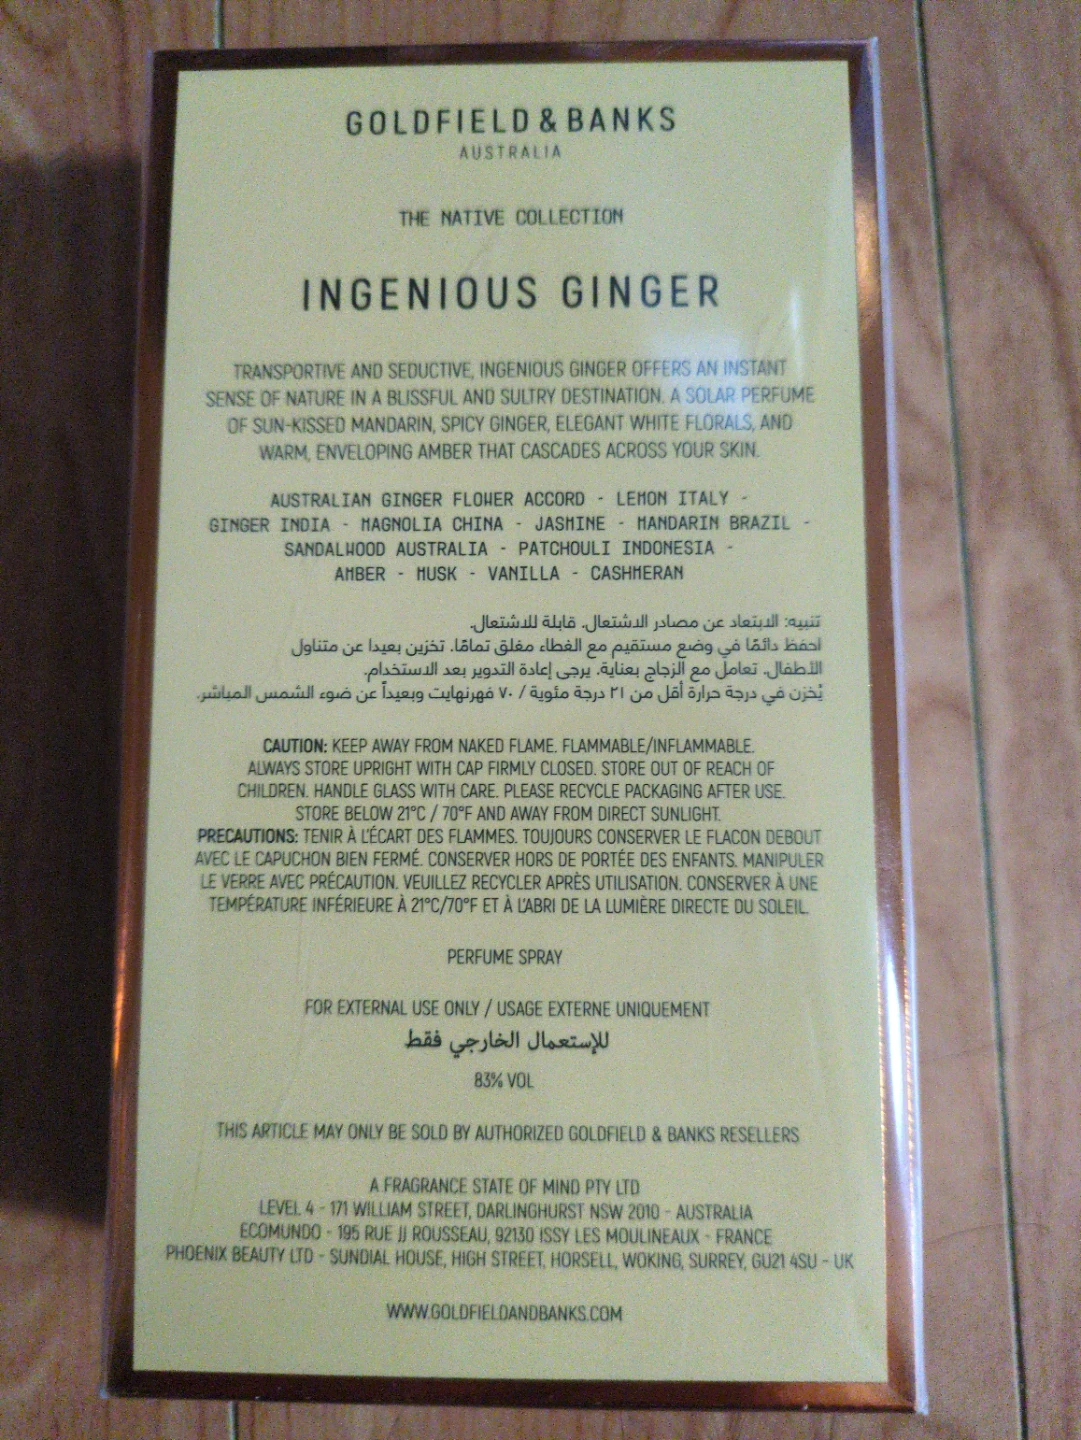 GOLDFIELD & BANKS
AUSTRALIA
THE NATIVE COLLECTION
INGENIOUS GINGER
TRANSPORTIVE AND SEDUCTIVE, INGENIOUS GINGER OFFERS AN INSTANT
SENSE OF NATURE IN A BLISSFUL AND SULTRY DESTINATION. A SOLAR PERFUME
OF SUN-KISSED MANDARIN, SPICY GINGER, ELEGANT WHITE FLORALS, AND
WARM, ENVELOPING AMBER THAT CASCADES ACROSS YOUR SKIN.
AUSTRALIAN GINGER FLOWER ACCORD - LEMON ITALY -
GINGER INDIA - MAGNOLIA CHINA - JASMINE - MANDARIN BRAZIL -
SANDALWOOD AUSTRALIA - PATCHOULI INDONESIA -
AMBER - MUSK - VANILLA - CASHMERAN
تنبيه: الابتعاد عن مصادر الاشتعال. قابلة للاشتعال.
احفظ دائمًا في وضع مستقيم مع الغطاء مغلق تمامًا. تخزين بعيدا عن متناول
الأطفال. تعامل مع الزجاج بعناية. يرجى إعادة التدوير بعد الاستخدام.
يُخزن في درجة حرارة أقل من ٢١ درجة مئوية / ٧٠ فهرنهايت وبعيداً عن ضوء الشمس المباشر.
CAUTION: KEEP AWAY FROM NAKED FLAME. FLAMMABLE/INFLAMMABLE.
ALWAYS STORE UPRIGHT WITH CAP FIRMLY CLOSED. STORE OUT OF REACH OF
CHILDREN. HANDLE GLASS WITH CARE. PLEASE RECYCLE PACKAGING AFTER USE.
STORE BELOW 21°C / 70°F AND AWAY FROM DIRECT SUNLIGHT.
PRECAUTIONS: TENIR À L'ÉCART DES FLAMMES. TOUJOURS CONSERVER LE FLACON DEBOUT
AVEC LE CAPUCHON BIEN FERMÉ. CONSERVER HORS DE PORTÉE DES ENFANTS. MANIPULER
LE VERRE AVEC PRÉCAUTION. VEUILLEZ RECYCLER APRÈS UTILISATION. CONSERVER À UNE
TEMPÉRATURE INFÉRIEURE À 21°C/70°F ET À L'ABRI DE LA LUMIÈRE DIRECTE DU SOLEIL.
PERFUME SPRAY
FOR EXTERNAL USE ONLY / USAGE EXTERNE UNIQUEMENT
للإستعمال الخارجي فقط
83% VOL
THIS ARTICLE MAY ONLY BE SOLD BY AUTHORIZED GOLDFIELD & BANKS RESELLERS
A FRAGRANCE STATE OF MIND PTY LTD
LEVEL 4 - 171 WILLIAM STREET, DARLINGHURST NSW 2010 - AUSTRALIA
ECOMUNDO - 195 RUE JJ ROUSSEAU, 92130 ISSY LES MOULINEAUX - FRANCE
PHOENIX BEAUTY LTD - SUNDIAL HOUSE, HIGH STREET, HORSELL, WOKING, SURREY, GU21 4SU - UK
WWW.GOLDFIELDANDBANKS.COM